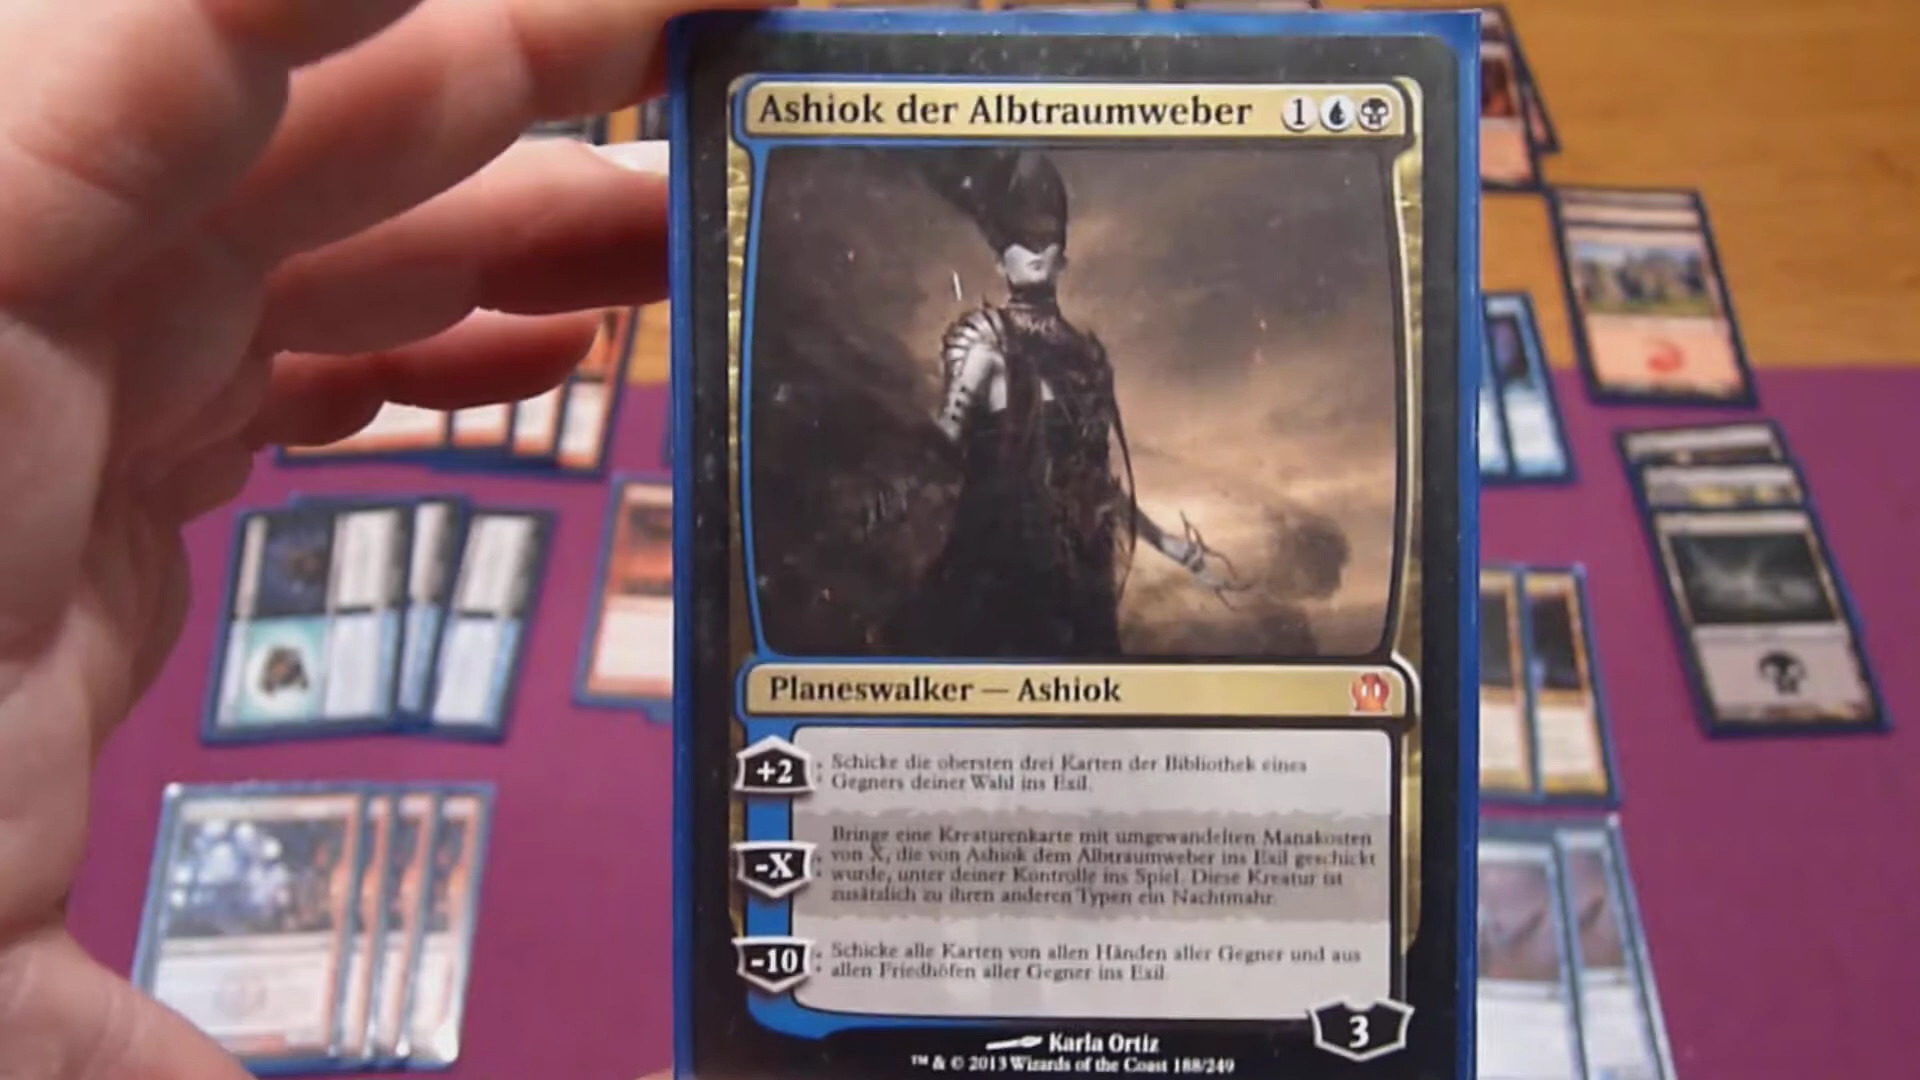 Ashiok der Albtraumweber 1
Planeswalker — Ashiok
+2 : Schicke die obersten drei Karten der Bibliothek eines
Gegners deiner Wahl ins Exil.
-X : Bringe eine Kreaturenkarte mit umgewandelten Manakosten
von X, die von Ashiok dem Albtraumweber ins Exil geschickt
wurde, unter deiner Kontrolle ins Spiel. Diese Kreatur ist
zusätzlich zu ihren anderen Typen ein Nachtmahr.
-10 : Schicke alle Karten von allen Händen aller Gegner und aus
allen Friedhöfen aller Gegner ins Exil.
3
Karla Ortiz
™ & © 2013 Wizards of the Coast 188/249